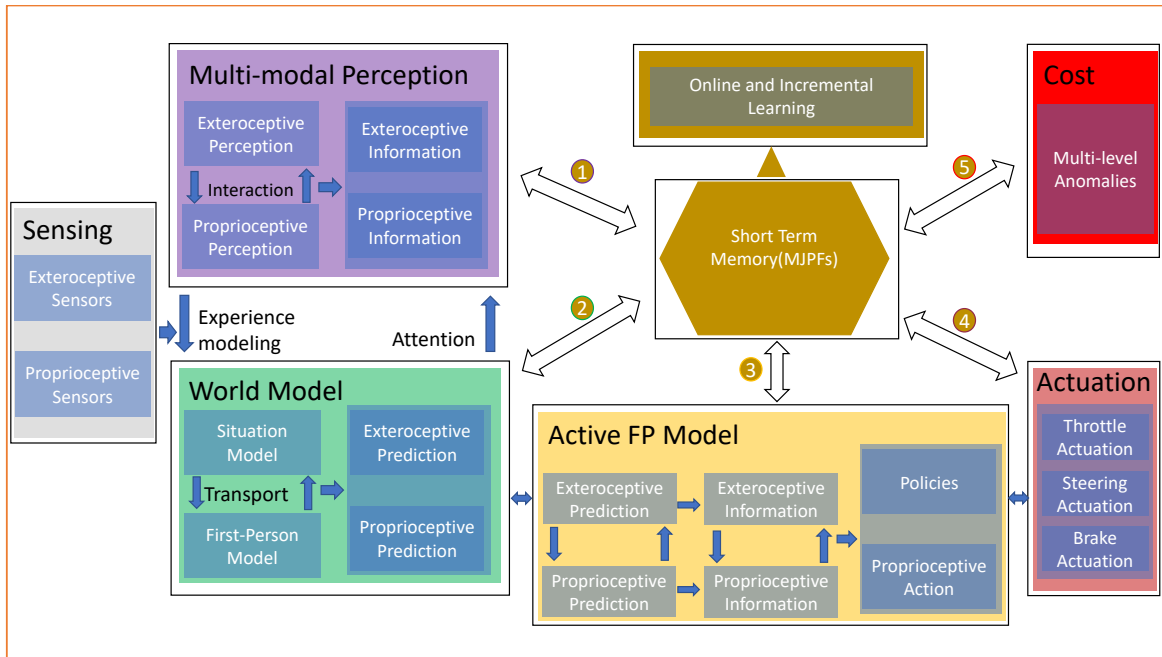 Multi-modal Perception
Exteroceptive
Perception
Interaction
Proprioceptive
Perception
Exteroceptive
Information
Proprioceptive
Information
Online and Incremental
Learning
Cost
Multi-level
Anomalies
1
5
Sensing
Exteroceptive
Sensors
Proprioceptive
Sensors
Short Term
Memory(MJPFs)
Experience
modeling
Attention
2
3
4
World Model
Situation
Model
Transport
First-Person
Model
Exteroceptive
Prediction
Proprioceptive
Prediction
Active FP Model
Exteroceptive
Prediction
Exteroceptive
Information
Proprioceptive
Prediction
Proprioceptive
Information
Policies
Proprioceptive
Action
Actuation
Throttle
Actuation
Steering
Actuation
Brake
Actuation